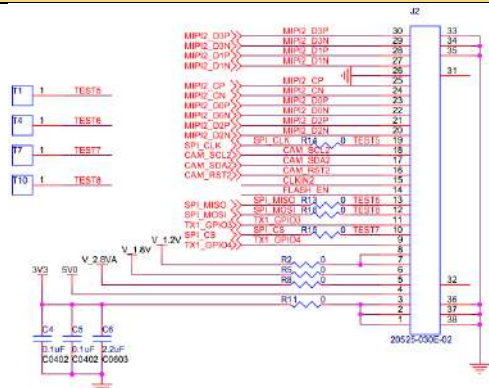 J2
MIPI2_D3P MIPI2_D3P 30 33
MIPI2_D3N MIPI2_D3N 29 34
MIPI2_D1P MIPI2_D1P 28 35
MIPI2_D1N MIPI2_D1N 27
26 31
MIPI2_CP MIPI2_CP 25
T1 1 TEST5 MIPI2_CN MIPI2_CN 24
MIPI2_D0P MIPI2_D0P 23
MIPI2_D0N MIPI2_D0N 22
T4 1 TEST6 MIPI2_D2P MIPI2_D2P 21
MIPI2_D2N MIPI2_D2N 20
SPI_CLK SPI_CLK 0 TEST5 19
T7 1 TEST7 CAM_SCL2 CAM_SCL2 18
CAM_SDA2 CAM_SDA2 17
CAM_RST2 CAM_RST2 16
T10 1 TEST8 CLKIN2 15
FLASH_EN 14
SPI_MISO SPI_MISO R13 0 TEST6 13
SPI_MOSI SPI_MOSI 0 TEST8 12
TX1_GPIO3 TX1_GPIO3 11
SPI_CS SPI_CS R15 0 TEST7 10
TX1_GPIO4 TX1_GPIO4 9
V_1.2V 8
V_1.8V R2 0 7
V_2.8VA R5 0 6
3V3 5V0 R8 0 5 32
4
R11 0 3 36
2 37
1 38
C4 C5 C6
0.1uF 0.1uF 2.2uF
C0402 C0402 C0603
20525-030E-02